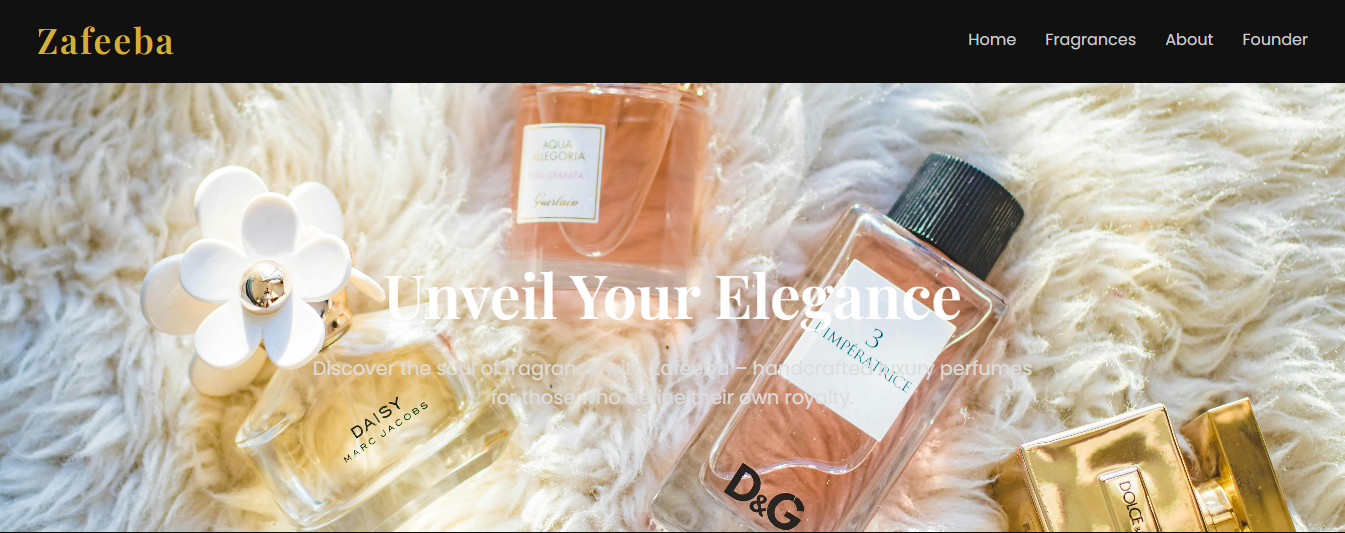 Zafeeba
Home Fragrances About Founder
AQUA
ALLEGORIA
Guerlain
Unveil Your Elegance
3
L'IMPÉRATRICE
Discover the soul of fragrance with Zafeeba – handcrafted luxury perfumes
for those who define their own royalty.
DAISY
MARC JACOBS
D&G
DOLCE &